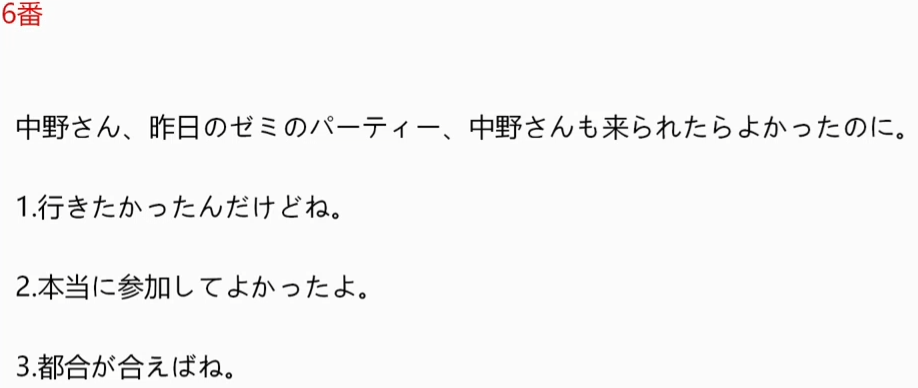 6番
中野さん、昨日のゼミのパーティー、中野さんも来られたらよかったのに。
1.行きたかったんだけどね。
2.本当に参加してよかったよ。
3.都合が合えばね。